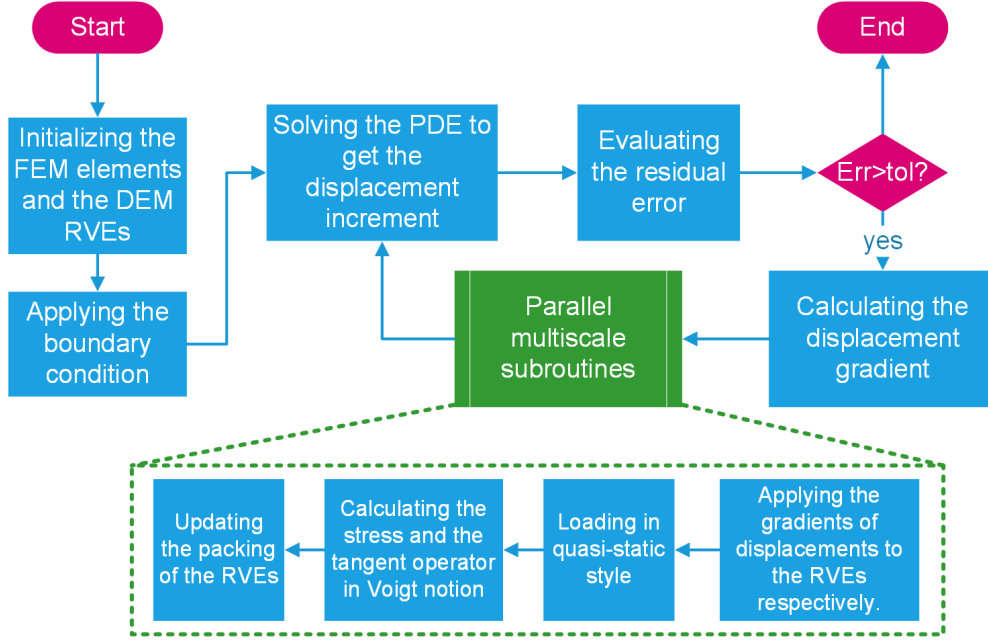 Start
Initializing the
FEM elements
and the DEM
RVEs
Applying the
boundary
condition
Solving the PDE to
get the
displacement
increment
Evaluating
the residual
error
End
Err>tol?
yes
Calculating the
displacement
gradient
Parallel
multiscale
subroutines
Applying the
gradients of
displacements to
the RVEs
respectively.
Loading in
quasi-static
style
Calculating the
stress and the
tangent operator
in Voigt notion
Updating
the packing
of the RVEs